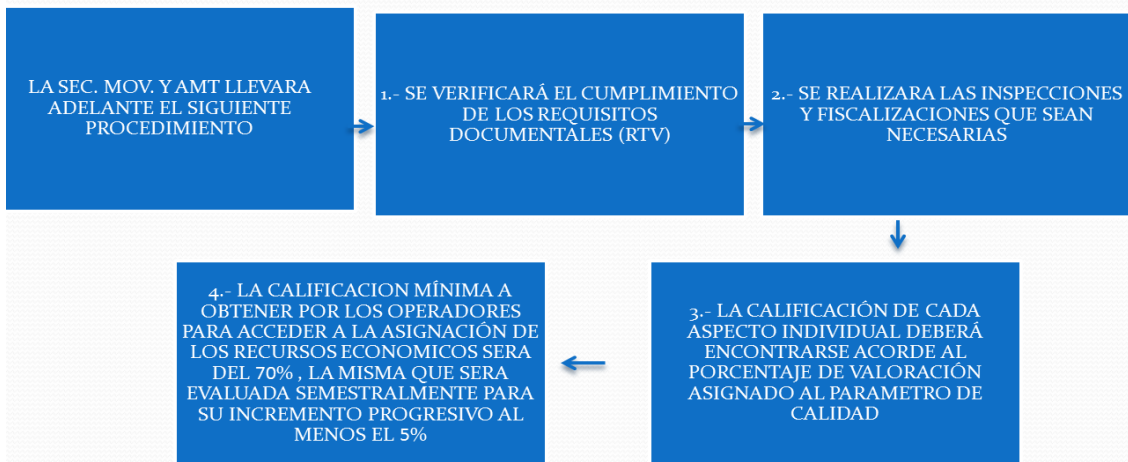 LA SEC. MOV. Y AMT LLEVARA
ADELANTE EL SIGUIENTE
PROCEDIMIENTO
1.- SE VERIFICARÁ EL CUMPLIMIENTO
DE LOS REQUISITOS
DOCUMENTALES (RTV)
2.- SE REALIZARA LAS INSPECCIONES
Y FISCALIZACIONES QUE SEAN
NECESARIAS
3.- LA CALIFICACIÓN DE CADA
ASPECTO INDIVIDUAL DEBERÁ
ENCONTRARSE ACORDE AL
PORCENTAJE DE VALORACIÓN
ASIGNADO AL PARAMETRO DE
CALIDAD
4.- LA CALIFICACION MÍNIMA A
OBTENER POR LOS OPERADORES
PARA ACCEDER A LA ASIGNACIÓN DE
LOS RECURSOS ECONOMICOS SERA
DEL 70% , LA MISMA QUE SERA
EVALUADA SEMESTRALMENTE PARA
SU INCREMENTO PROGRESIVO AL
MENOS EL 5%